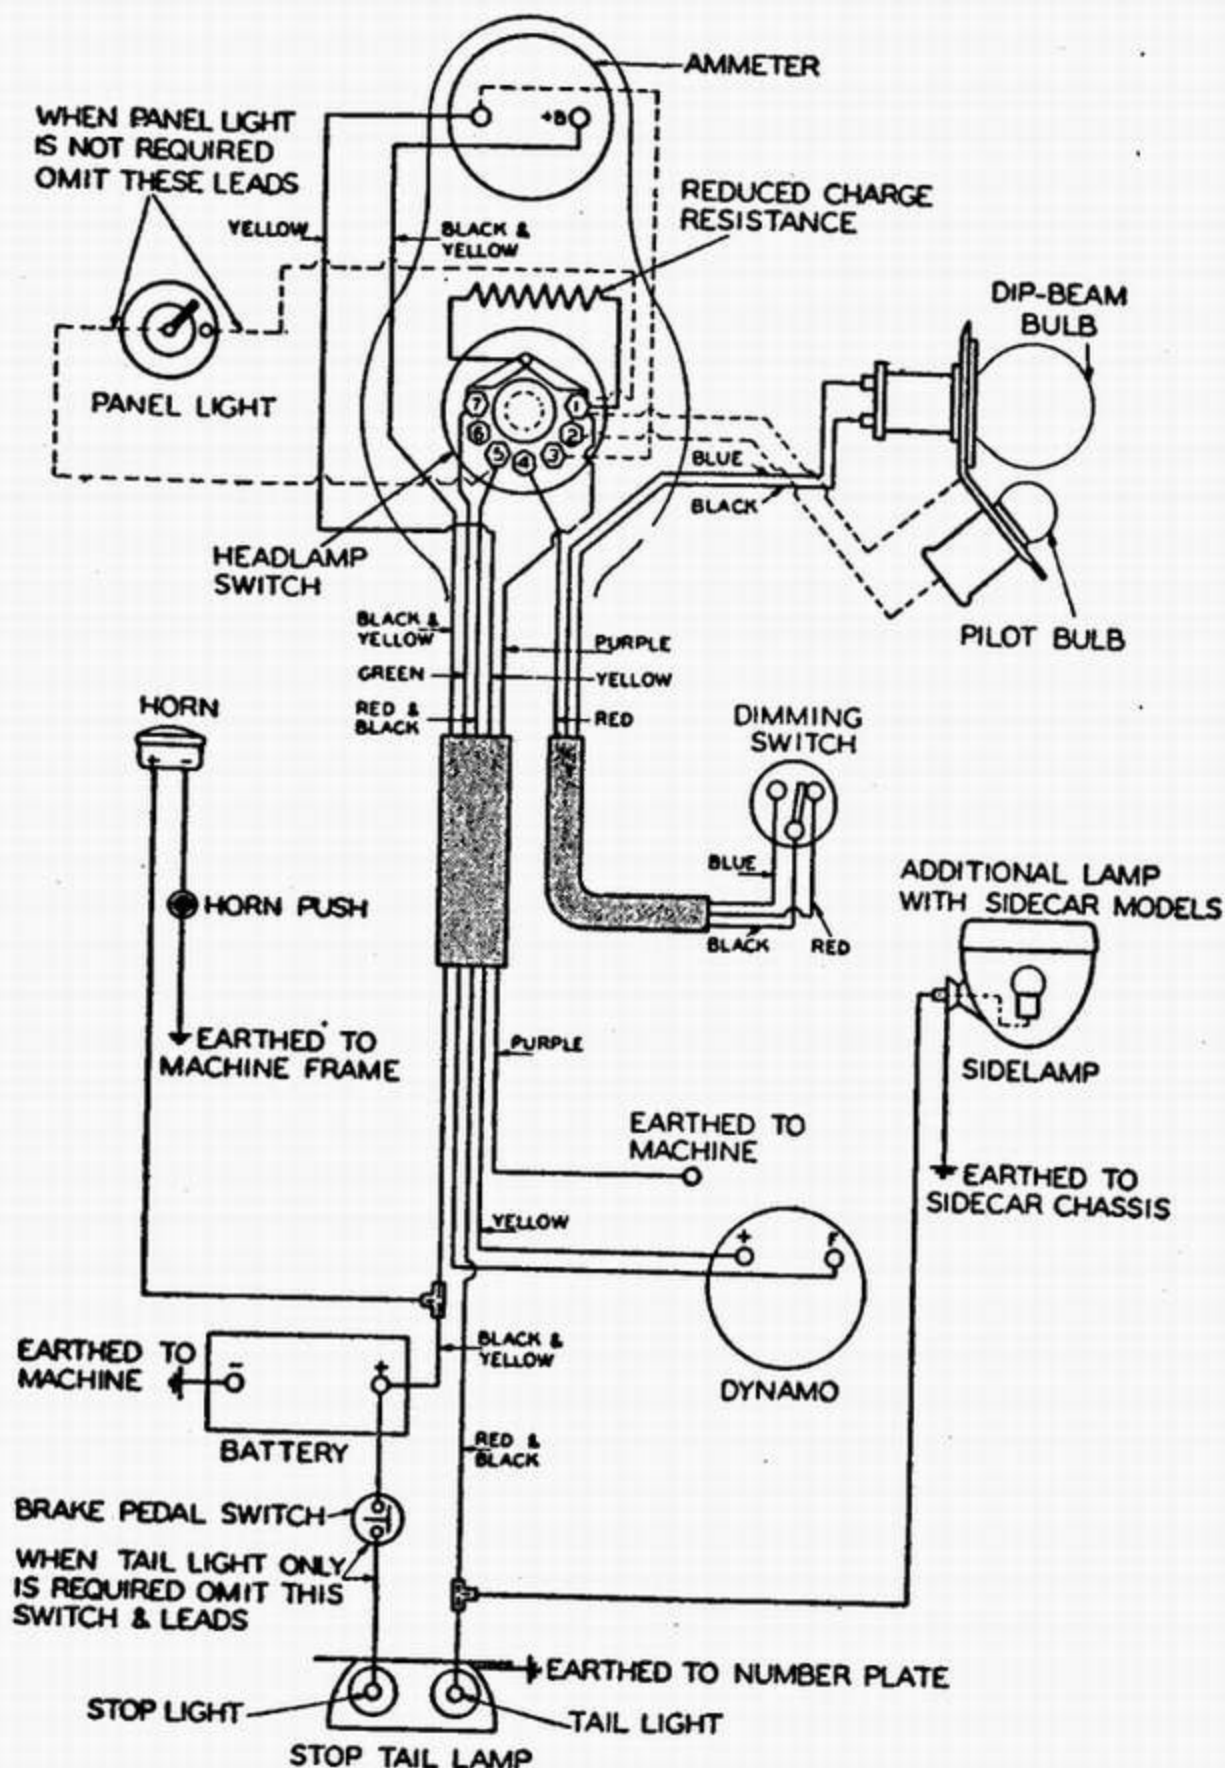 AMMETER
+B
WHEN PANEL LIGHT
IS NOT REQUIRED
OMIT THESE LEADS
REDUCED CHARGE
RESISTANCE
YELLOW
BLACK &
YELLOW
DIP-BEAM
BULB
PANEL LIGHT
7
1
6
2
5
4
3
BLUE
BLACK
HEADLAMP
SWITCH
BLACK &
YELLOW
PURPLE
PILOT BULB
GREEN
YELLOW
RED &
BLACK
RED
HORN
+ -
DIMMING
SWITCH
BLUE
ADDITIONAL LAMP
WITH SIDECAR MODELS
HORN PUSH
BLACK
RED
EARTHED TO
MACHINE FRAME
PURPLE
SIDELAMP
EARTHED TO
MACHINE
EARTHED TO
SIDECAR CHASSIS
YELLOW
+ F
DYNAMO
BLACK &
YELLOW
EARTHED TO
MACHINE
- +
BATTERY
RED &
BLACK
BRAKE PEDAL SWITCH
WHEN TAIL LIGHT ONLY
IS REQUIRED OMIT THIS
SWITCH & LEADS
EARTHED TO NUMBER PLATE
STOP LIGHT
TAIL LIGHT
STOP TAIL LAMP